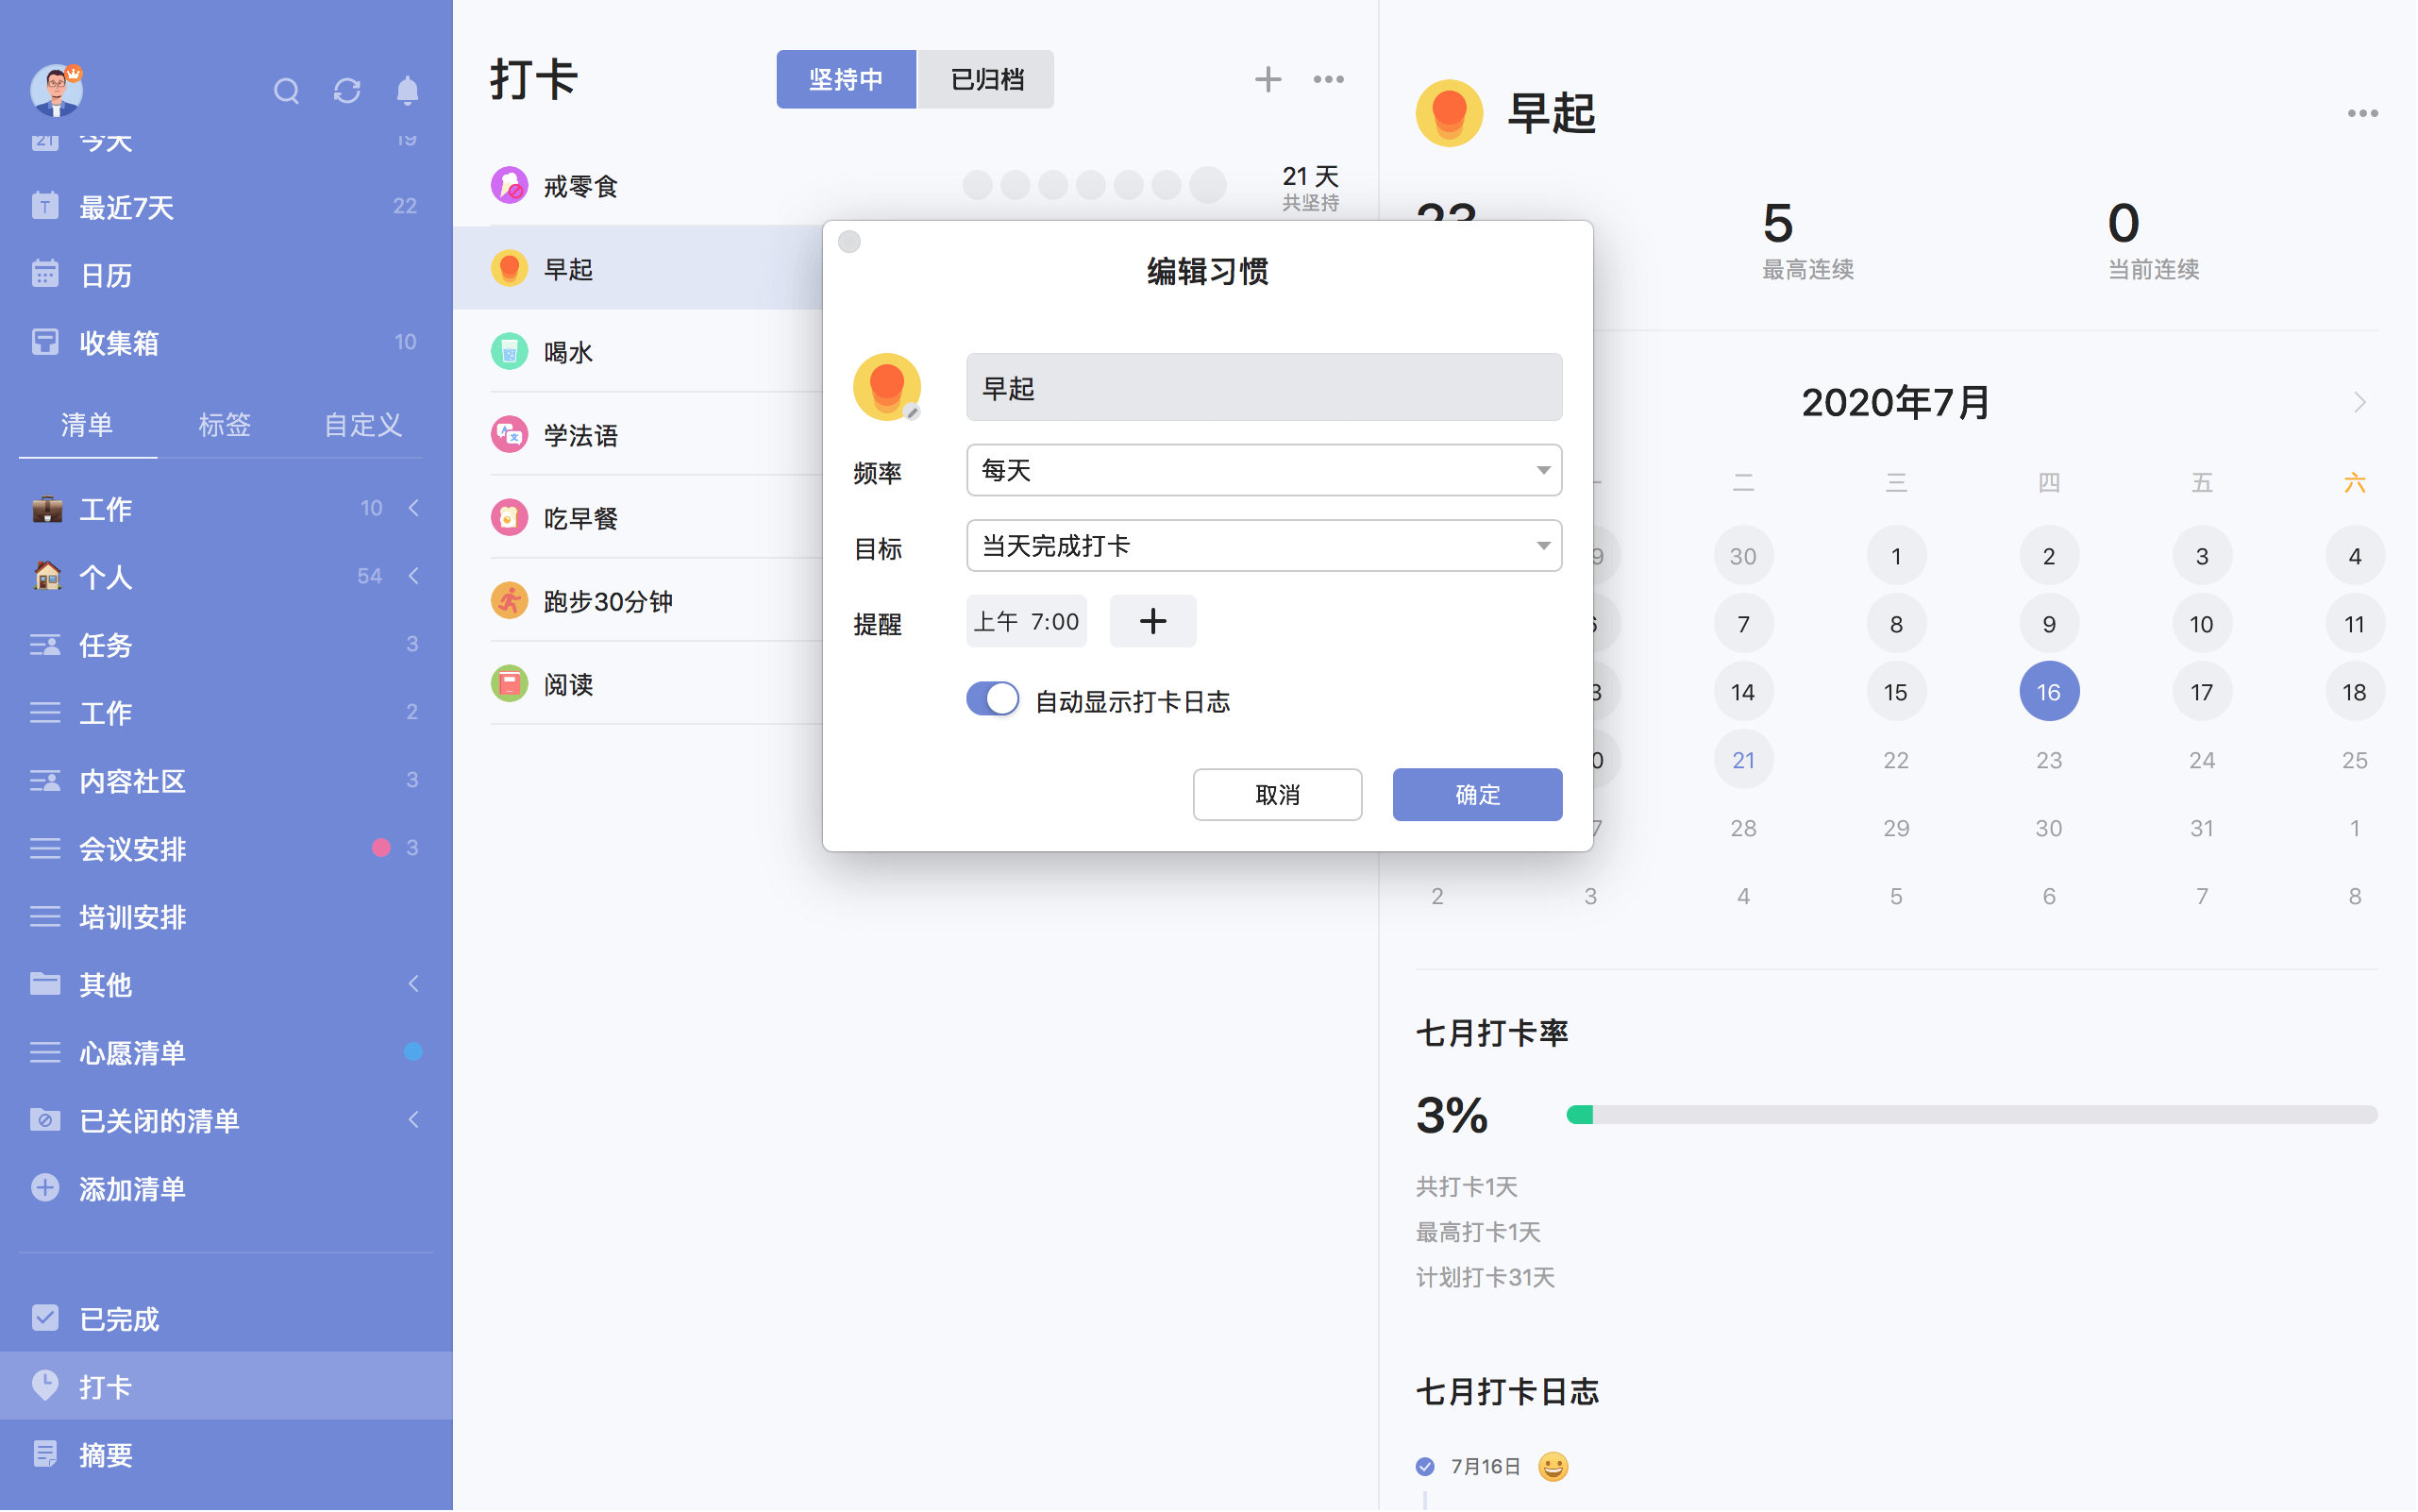 今天 19
最近7天 22
日历
收集箱 10
清单 标签 自定义
工作 10
个人 54
任务 3
工作 2
内容社区 3
会议安排 3
培训安排
其他
心愿清单
已关闭的清单
添加清单
已完成
打卡
摘要
打卡
坚持中 已归档
戒零食
21 天
共坚持
早起
喝水
学法语
吃早餐
跑步30分钟
阅读
编辑习惯
早起
频率 每天
目标 当天完成打卡
提醒 上午 7:00
自动显示打卡日志
取消 确定
早起
5
最高连续
0
当前连续
2020年7月
二 三 四 五 六
30 1 2 3 4
7 8 9 10 11
14 15 16 17 18
21 22 23 24 25
28 29 30 31 1
2 3 4 5 6 7 8
七月打卡率
3%
共打卡1天
最高打卡1天
计划打卡31天
七月打卡日志
7月16日